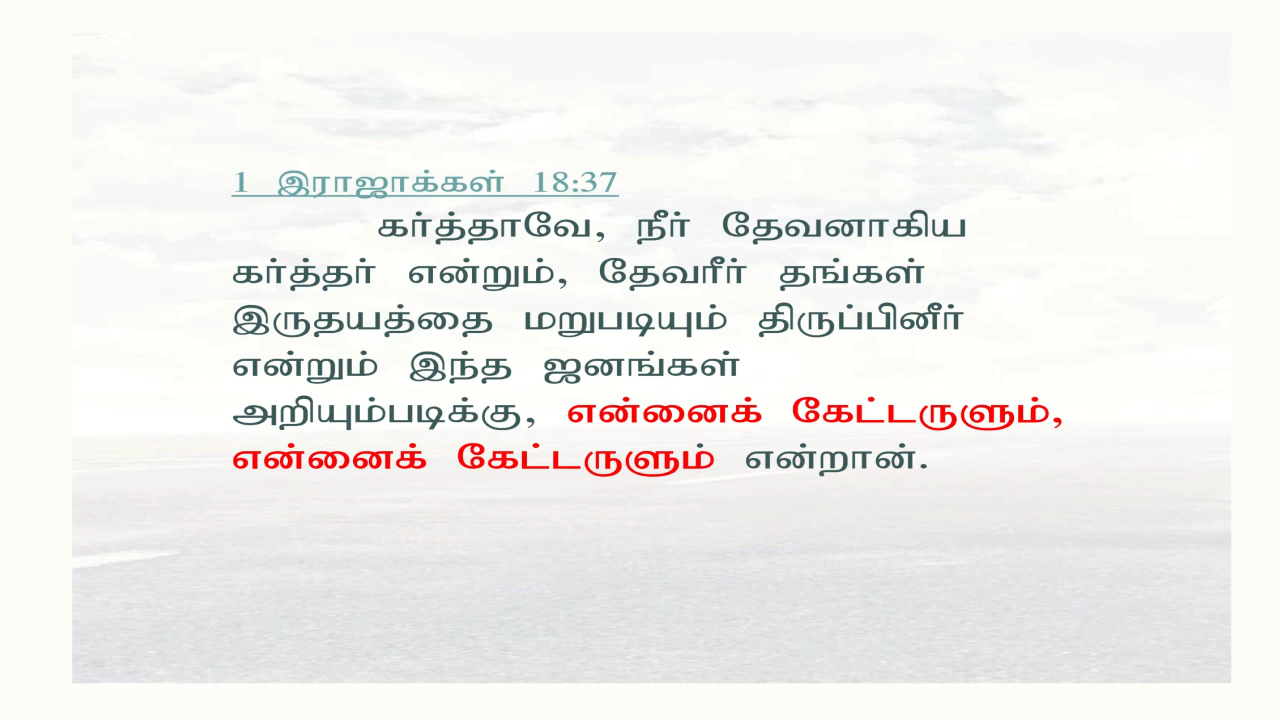 1 இராஜாக்கள் 18:37
கர்த்தாவே, நீர் தேவனாகிய
கர்த்தர் என்றும், தேவரீர் தங்கள்
இருதயத்தை மறுபடியும் திருப்பினீர்
என்றும் இந்த ஜனங்கள்
அறியும்படிக்கு, என்னைக் கேட்டருளும்,
என்னைக் கேட்டருளும் என்றான்.